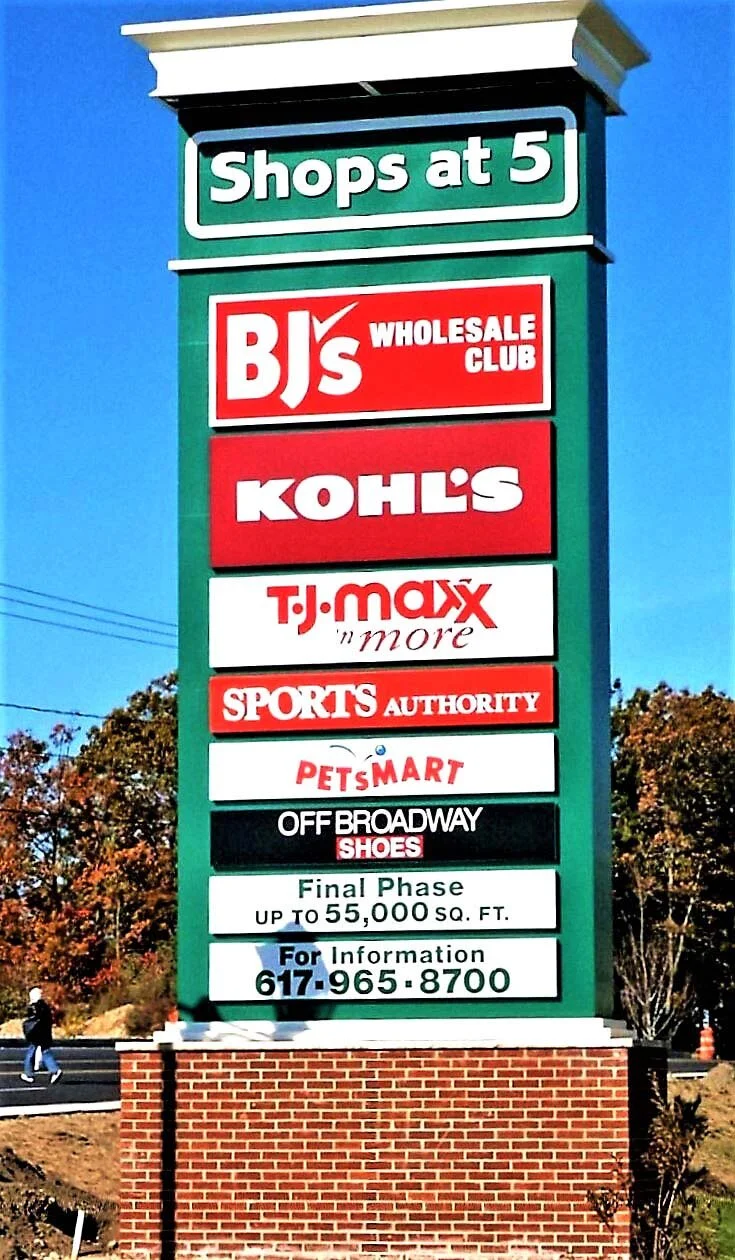 Shops at 5
BJ's WHOLESALE
CLUB
KOHL'S
T·J·maxx
'n more
SPORTS AUTHORITY
PETSMART
OFF BROADWAY
SHOES
Final Phase
UP TO 55,000 SQ. FT.
For Information
617·965·8700